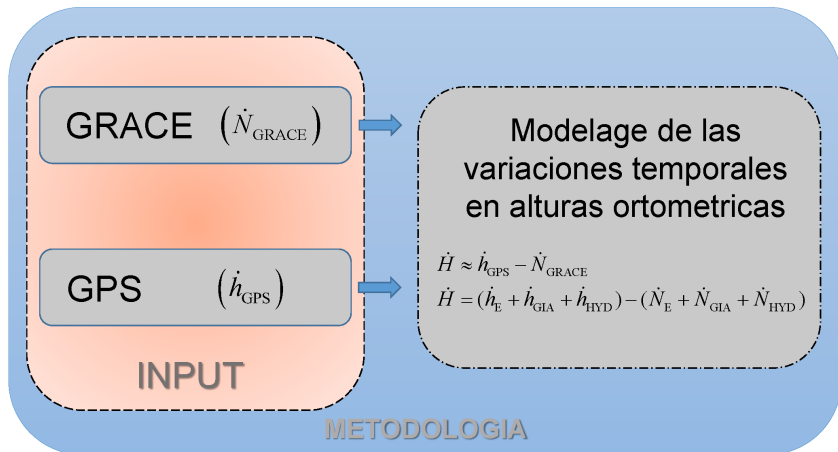 GRACE (Ṅ_GRACE)
GPS (ḣ_GPS)
INPUT
Modelage de las
variaciones temporales
en alturas ortometricas
Ḣ ≈ ḣ_GPS − Ṅ_GRACE
Ḣ = (ḣ_E + ḣ_GIA + ḣ_HYD) − (Ṅ_E + Ṅ_GIA + Ṅ_HYD)
METODOLOGIA